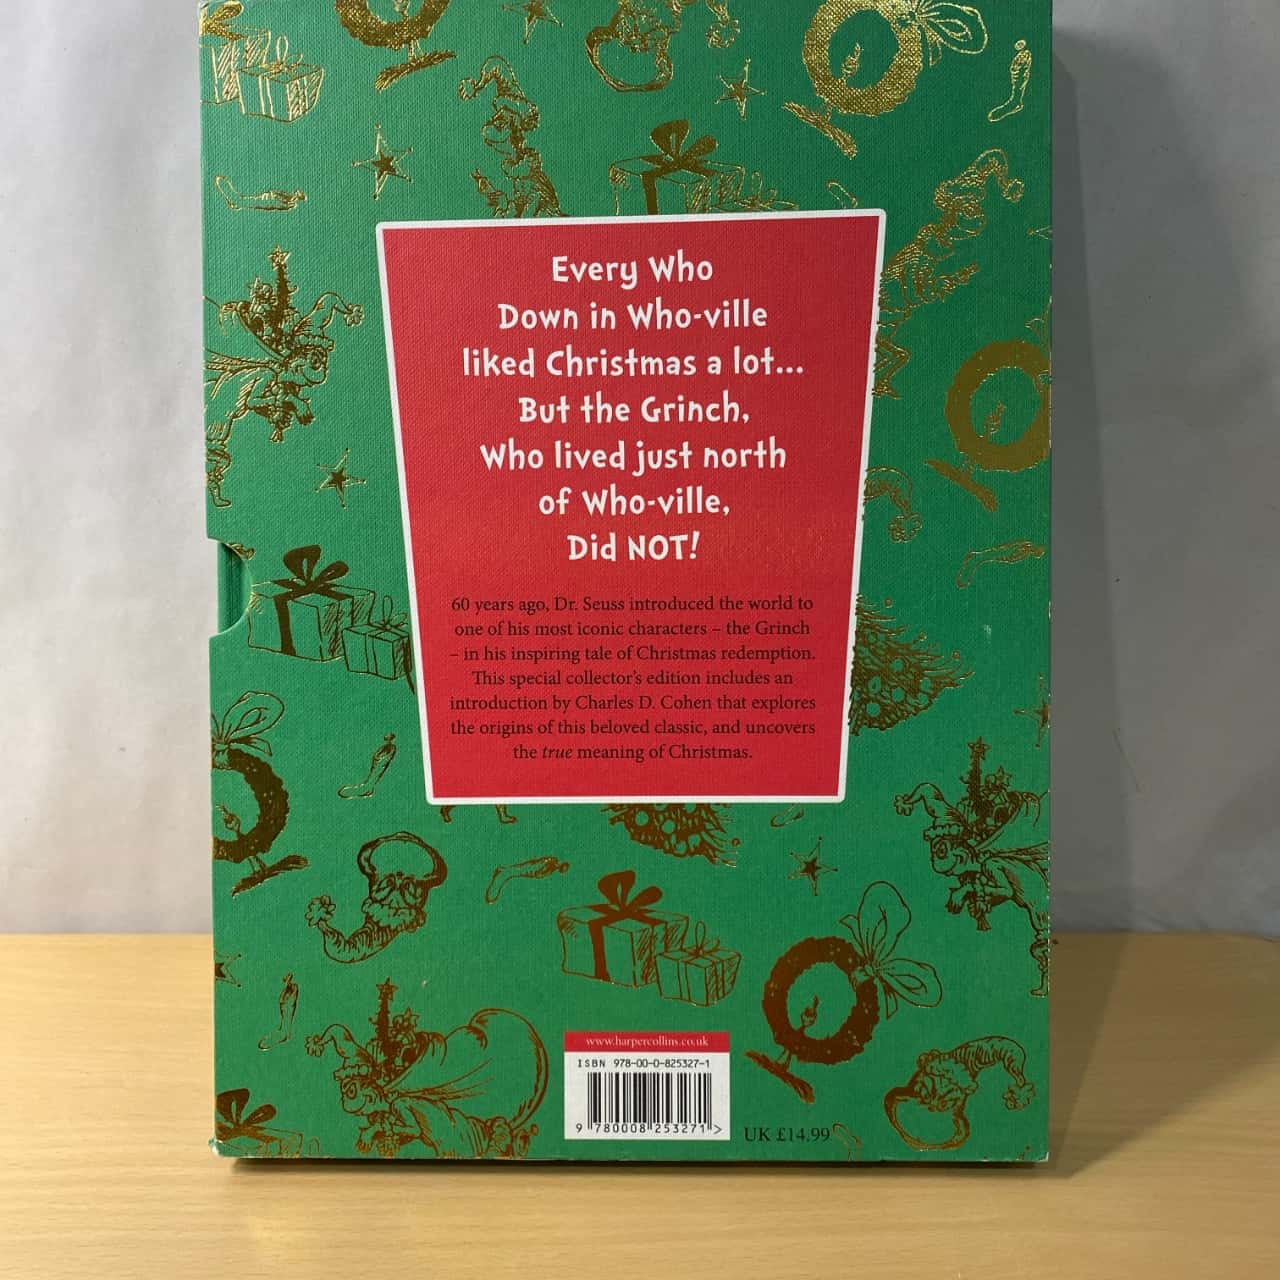 Every Who
Down in Who-ville
liked Christmas a lot...
But the Grinch,
Who lived just north
of Who-ville,
Did NOT!
60 years ago, Dr. Seuss introduced the world to
one of his most iconic characters – the Grinch
– in his inspiring tale of Christmas redemption.
This special collector's edition includes an
introduction by Charles D. Cohen that explores
the origins of this beloved classic, and uncovers
the true meaning of Christmas.
www.harpercollins.co.uk
ISBN 978-00-0-825327-1
9 780008 253271 >
UK £14.99